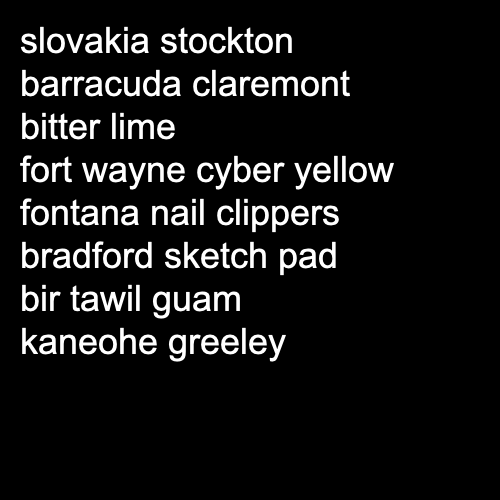 slovakia stockton
barracuda claremont
bitter lime
fort wayne cyber yellow
fontana nail clippers
bradford sketch pad
bir tawil guam
kaneohe greeley